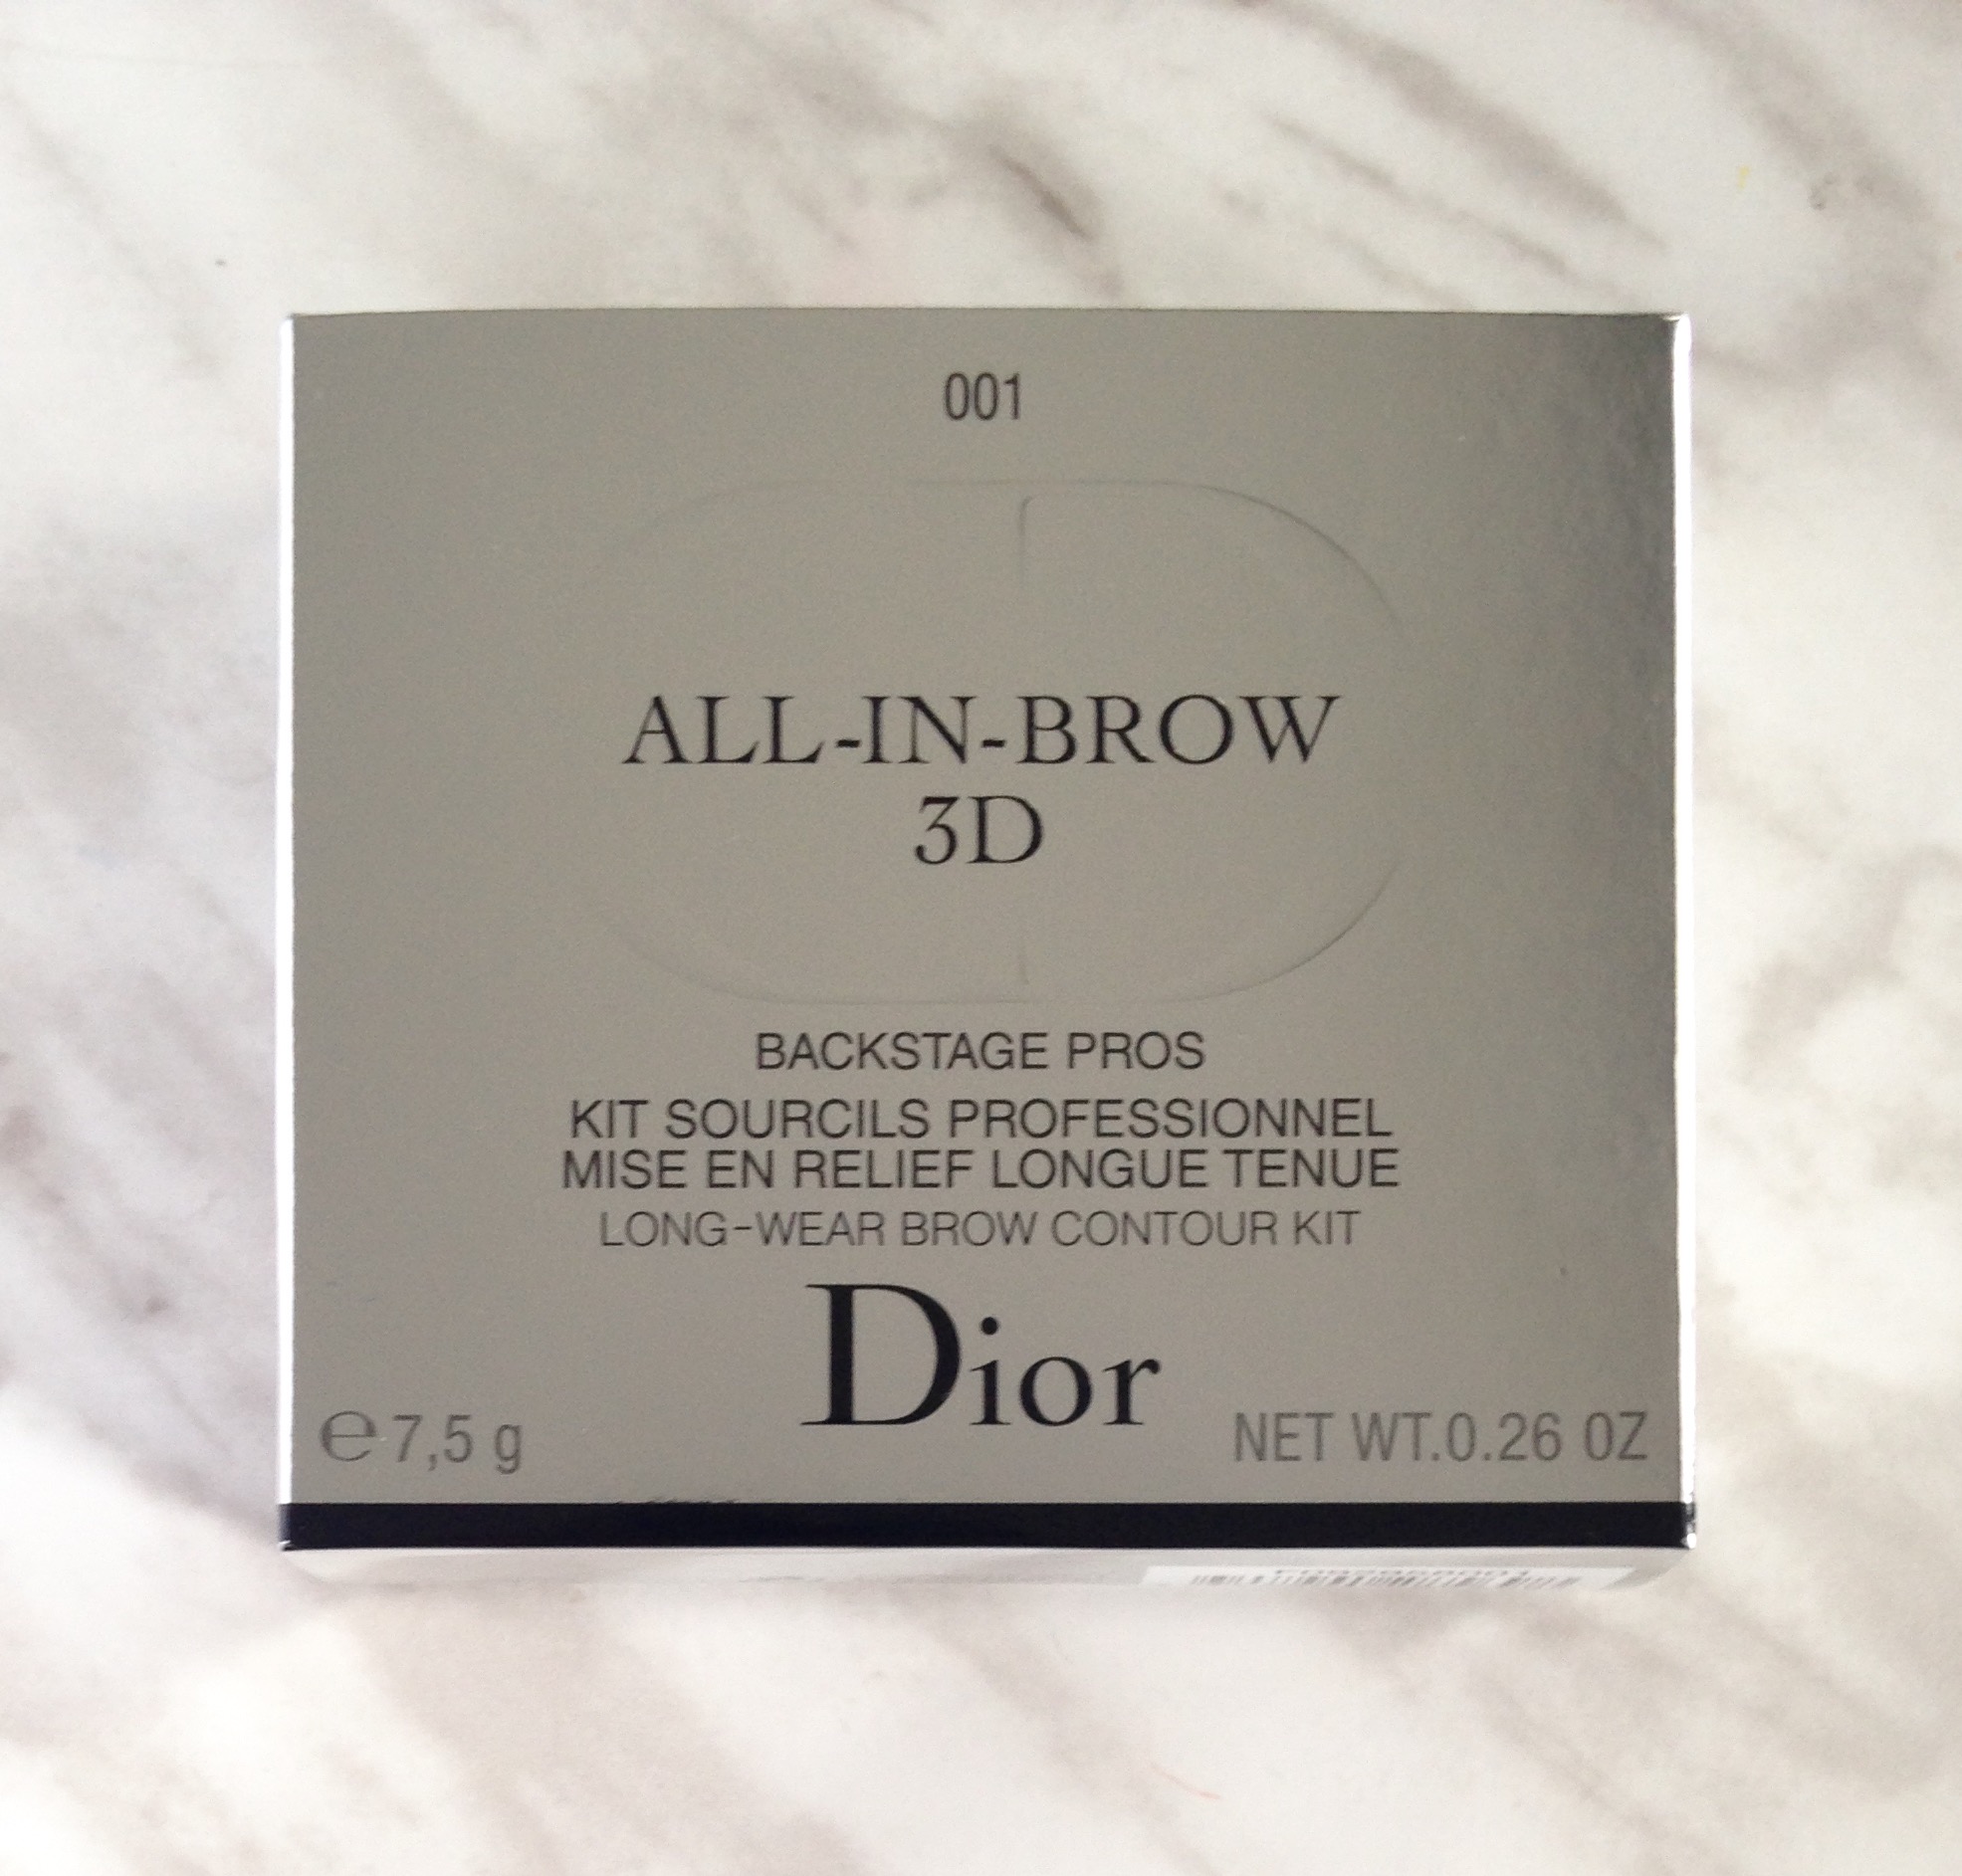 001
ALL-IN-BROW
3D
BACKSTAGE PROS
KIT SOURCILS PROFESSIONNEL
MISE EN RELIEF LONGUE TENUE
LONG-WEAR BROW CONTOUR KIT
Dior
℮ 7,5 g
NET WT.0.26 OZ